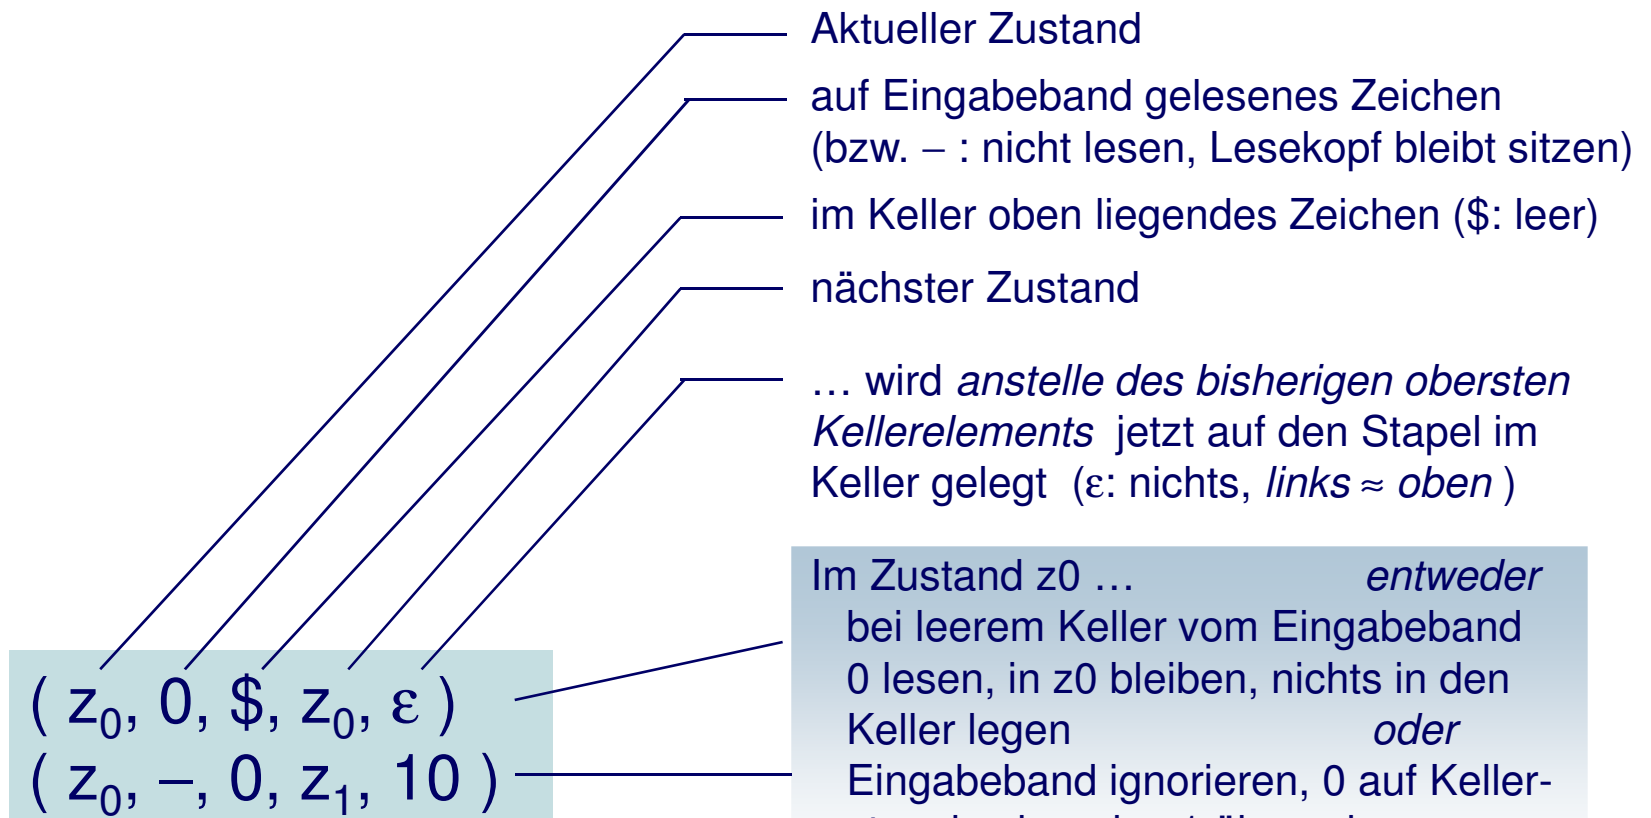 Aktueller Zustand
auf Eingabeband gelesenes Zeichen
(bzw. – : nicht lesen, Lesekopf bleibt sitzen)
im Keller oben liegendes Zeichen ($: leer)
nächster Zustand
… wird anstelle des bisherigen obersten
Kellerelements jetzt auf den Stapel im
Keller gelegt (ε: nichts, links ≈ oben )
Im Zustand z0 … entweder
bei leerem Keller vom Eingabeband
0 lesen, in z0 bleiben, nichts in den
Keller legen oder
Eingabeband ignorieren, 0 auf Keller-
( z₀, 0, $, z₀, ε )
( z₀, –, 0, z₁, 10 )